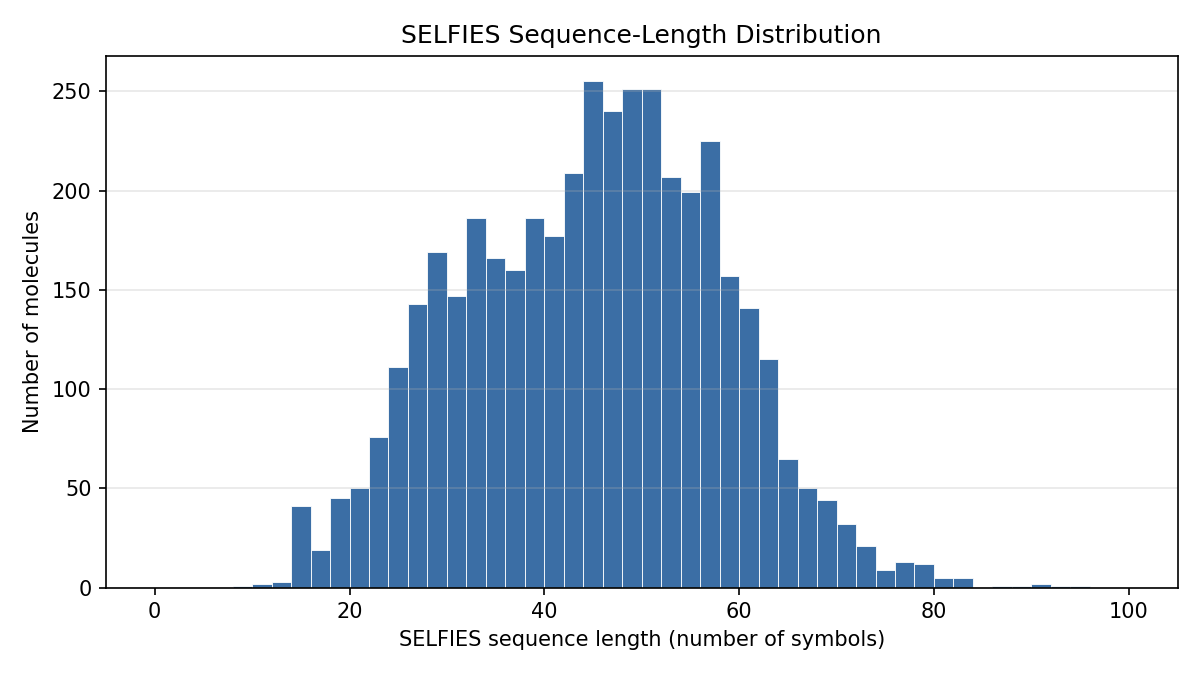 SELFIES Sequence-Length Distribution
250
200
150
100
50
0
Number of molecules
0 20 40 60 80 100
SELFIES sequence length (number of symbols)